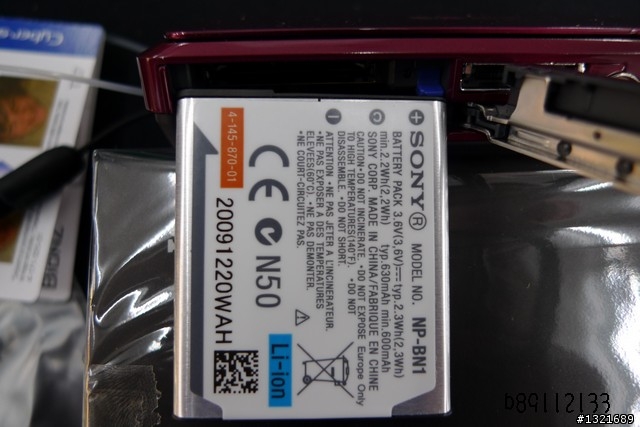 SONY® MODEL NO. NP-BN1
BATTERY PACK 3.6V(3,6V) typ.2.3Wh(2,3Wh)
min.2.2Wh(2,2Wh) typ.630mAh min.600mAh
SONY CORP. MADE IN CHINA/FABRIQUE EN CHINE
CAUTION:•DO NOT INCINERATE. •DO NOT EXPOSE
TO HIGH TEMPERATURES(140°F). •DO NOT
DISASSEMBLE. •DO NOT SHORT.
ATTENTION:•NE PAS JETER A L'INCINERATEUR.
•NE PAS EXPOSER A DES TEMPERATURES
ELEVEES(60°C). •NE PAS DEMONTER.
•NE COURT-CIRCUITEZ PAS.
Europe Only
4-145-870-01
CE N50
20091220WAH
Li-ion
Cyber-s
b89112133
#1321689